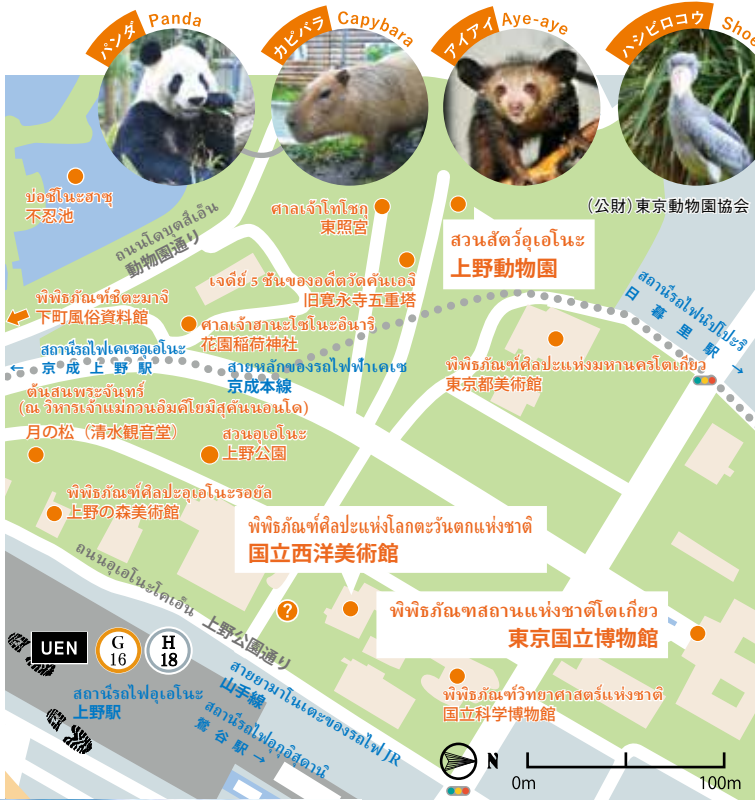 パンダ Panda
カピバラ Capybara
アイアイ Aye-aye
ハシビロコウ Shoe
(公財)東京動物園協会
บ่อชิโนะฮาซุ
不忍池
ถนนโดบุตสึเอ็น
動物園通り
ศาลเจ้าโทโชกุ
東照宮
สวนสัตว์อุเอโนะ
上野動物園
เจดีย์ 5 ชั้นของอดีตวัดคันเอจิ
旧寛永寺五重塔
สถานีรถไฟนิปโปะริ
日暮里駅 →
พิพิธภัณฑ์ชิตะมาจิ
下町風俗資料館
ศาลเจ้าฮานะโซโนะอินาริ
花園稲荷神社
สถานีรถไฟเคเซอุเอโนะ
← 京成上野駅
สายหลักของรถไฟฟ้าเคเซ
京成本線
พิพิธภัณฑ์ศิลปะแห่งมหานครโตเกียว
東京都美術館
ต้นสนพระจันทร์
(ณ วิหารเจ้าแม่กวนอิมคิโยมิสุคันนอนโด)
月の松(清水観音堂)
สวนอุเอโนะ
上野公園
พิพิธภัณฑ์ศิลปะอุเอโนะรอยัล
上野の森美術館
พิพิธภัณฑ์ศิลปะแห่งโลกตะวันตกแห่งชาติ
国立西洋美術館
ถนนอุเอโนะโคเอ็น
上野公園通り
?
พิพิธภัณฑสถานแห่งชาติโตเกียว
東京国立博物館
UEN
G
16
H
18
สถานีรถไฟอุเอโนะ
上野駅
สายยามาโนเตะของรถไฟ JR
山手線
สถานีรถไฟอุกุอิสุดานิ
鶯谷駅 →
พิพิธภัณฑ์วิทยาศาสตร์แห่งชาติ
国立科学博物館
N
0m 100m